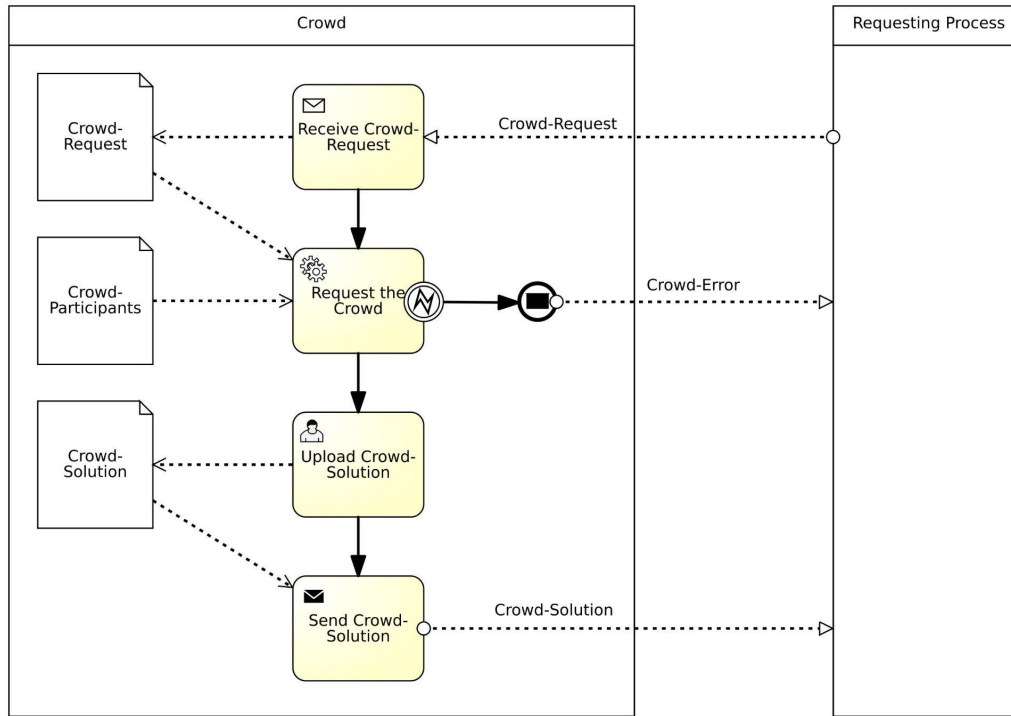 Crowd
Requesting Process
Crowd-
Request
Receive Crowd-
Request
Crowd-Request
Crowd-
Participants
Request the
Crowd
Crowd-Error
Crowd-
Solution
Upload Crowd-
Solution
Send Crowd-
Solution
Crowd-Solution